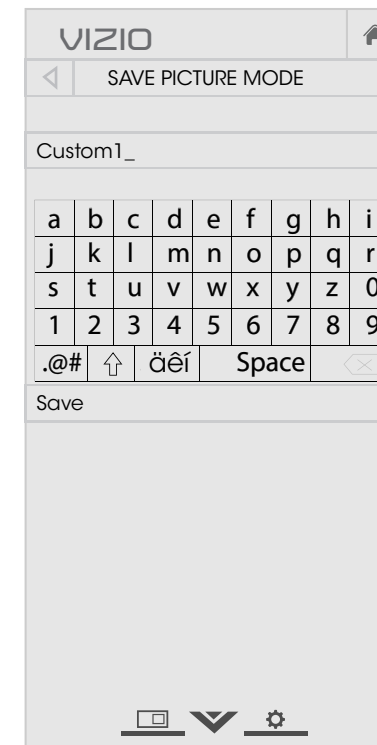 VIZIO
SAVE PICTURE MODE
Custom1_
a b c d e f g h i
j k l m n o p q r
s t u v w x y z 0
1 2 3 4 5 6 7 8 9
.@# äêí Space
Save